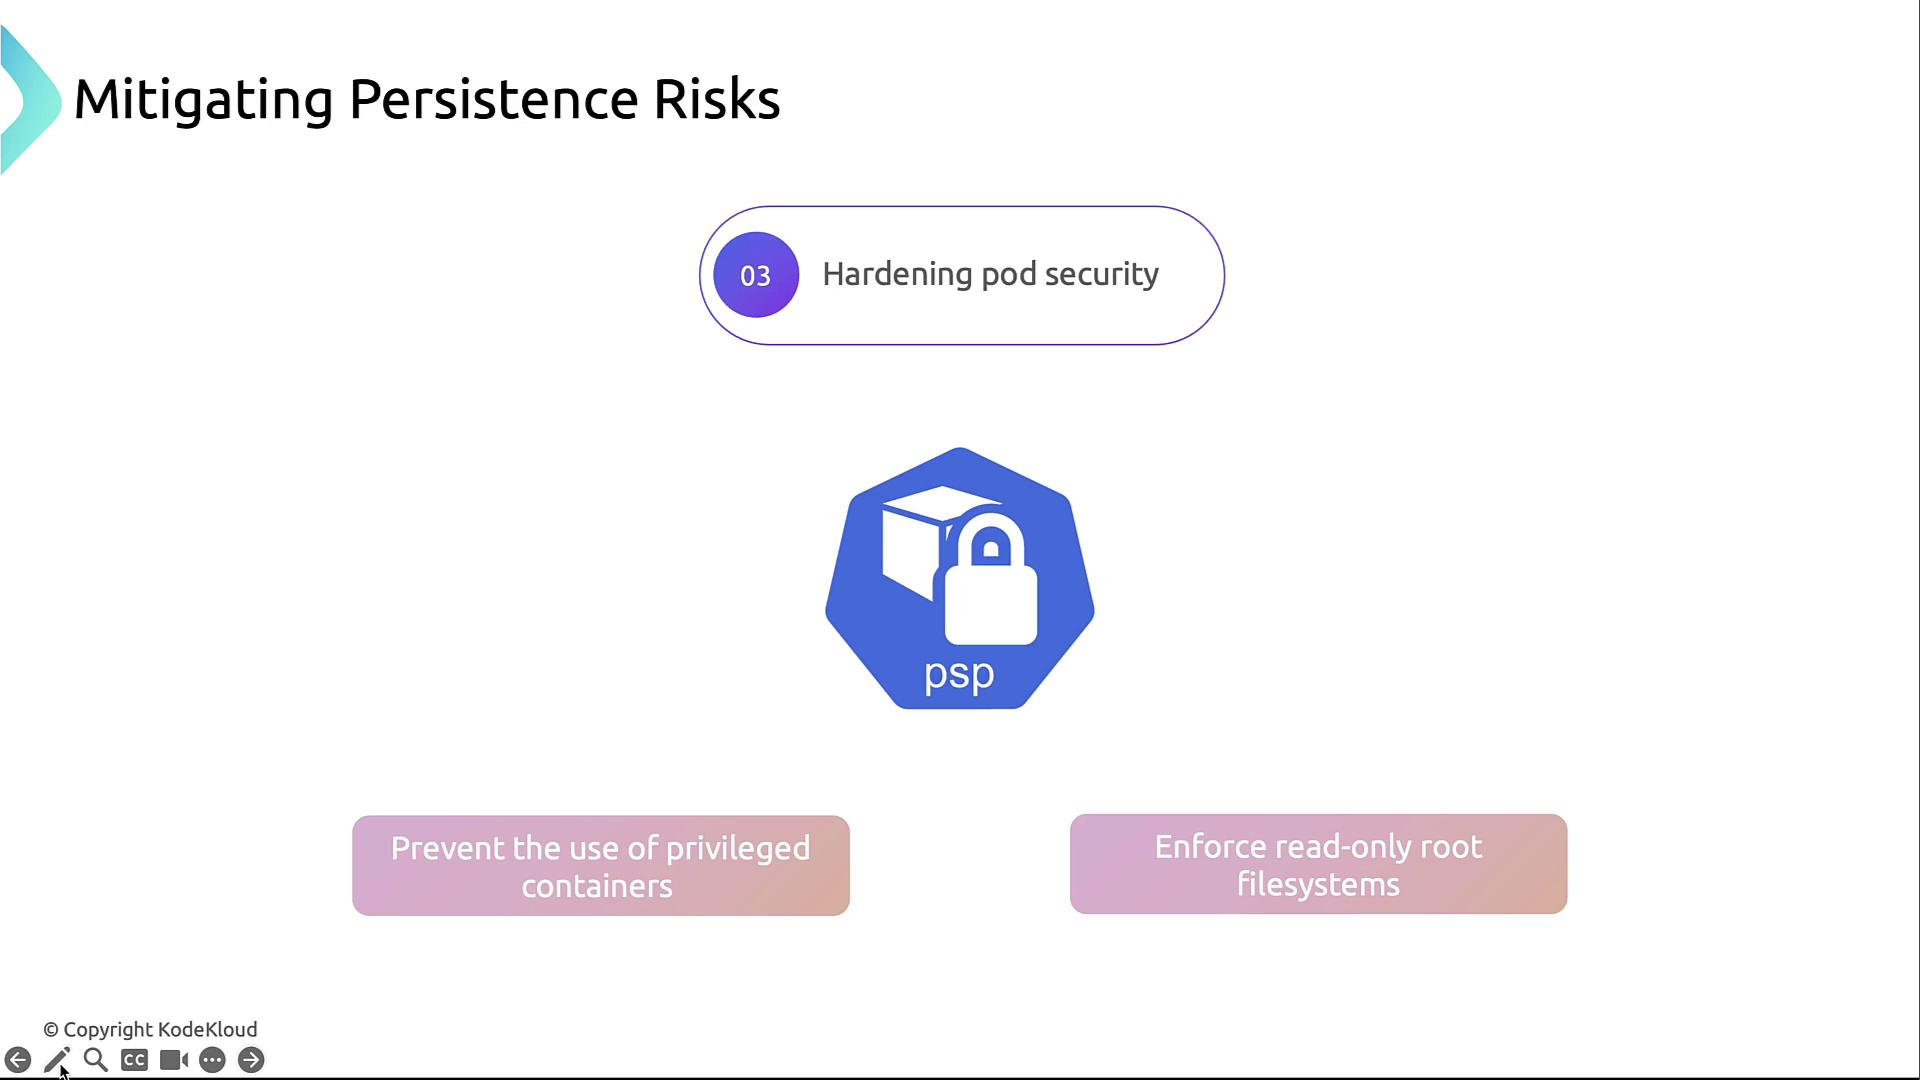 Mitigating Persistence Risks
03 Hardening pod security
psp
Prevent the use of privileged
containers
Enforce read-only root
filesystems
© Copyright KodeKloud
CC